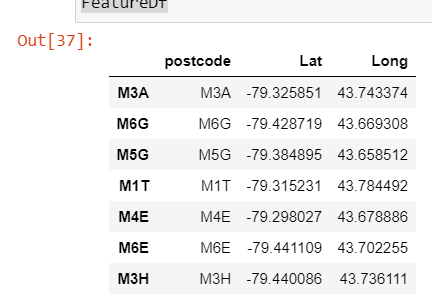 FeatureDf
Out[37]:
postcode Lat Long
M3A M3A -79.325851 43.743374
M6G M6G -79.428719 43.669308
M5G M5G -79.384895 43.658512
M1T M1T -79.315231 43.784492
M4E M4E -79.298027 43.678886
M6E M6E -79.441109 43.702255
M3H M3H -79.440086 43.736111